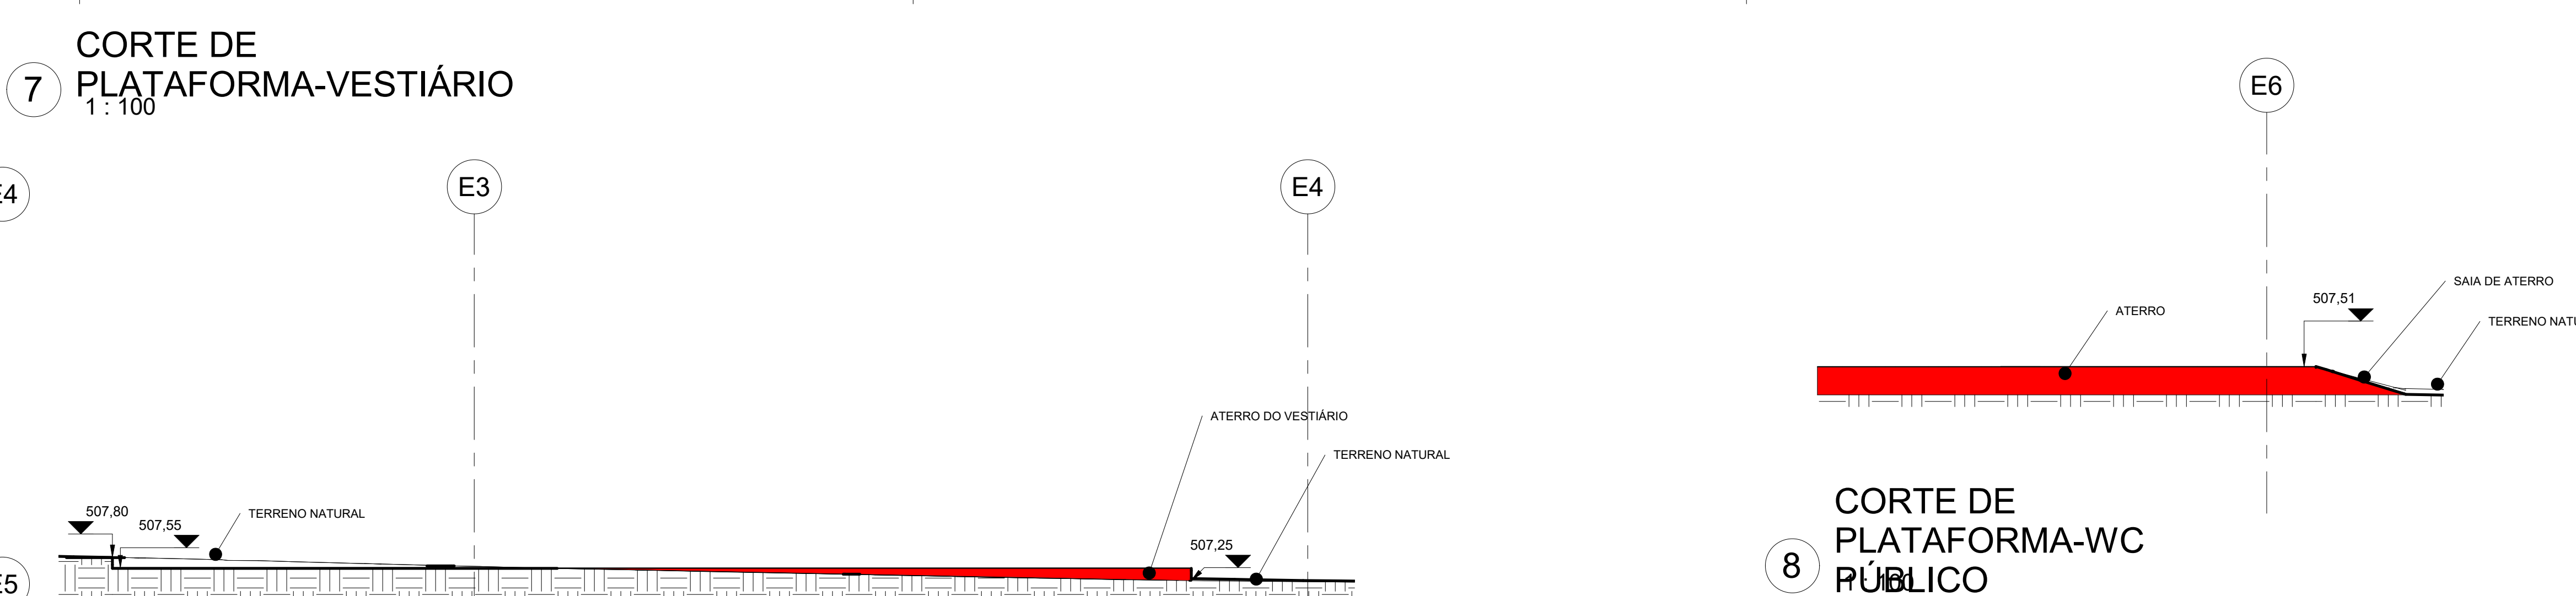 7
CORTE DE
PLATAFORMA-VESTIÁRIO
1 : 100
E6
E4
E3
E4
SAIA DE ATERRO
507,51
ATERRO
TERRENO NATU
ATERRO DO VESTIÁRIO
TERRENO NATURAL
507,80
507,55
TERRENO NATURAL
507,25
E5
8
CORTE DE
PLATAFORMA-WC
PÚBLICO
1 : 100